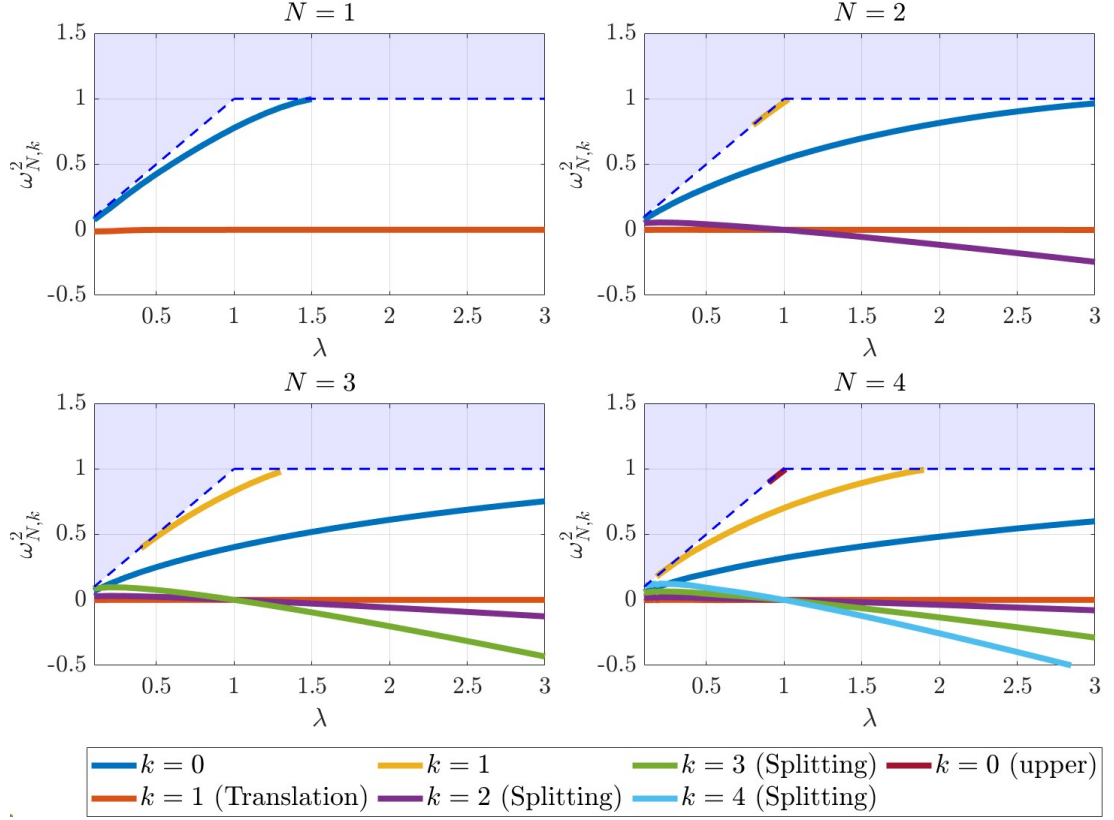 N = 1
1.5
1
0.5
0
-0.5
ω²_{N,k}
0.5 1 1.5 2 2.5 3
λ
N = 2
1.5
1
0.5
0
-0.5
ω²_{N,k}
0.5 1 1.5 2 2.5 3
λ
N = 3
1.5
1
0.5
0
-0.5
ω²_{N,k}
0.5 1 1.5 2 2.5 3
λ
N = 4
1.5
1
0.5
0
-0.5
ω²_{N,k}
0.5 1 1.5 2 2.5 3
λ
k = 0 k = 1 k = 3 (Splitting) k = 0 (upper)
k = 1 (Translation) k = 2 (Splitting) k = 4 (Splitting)